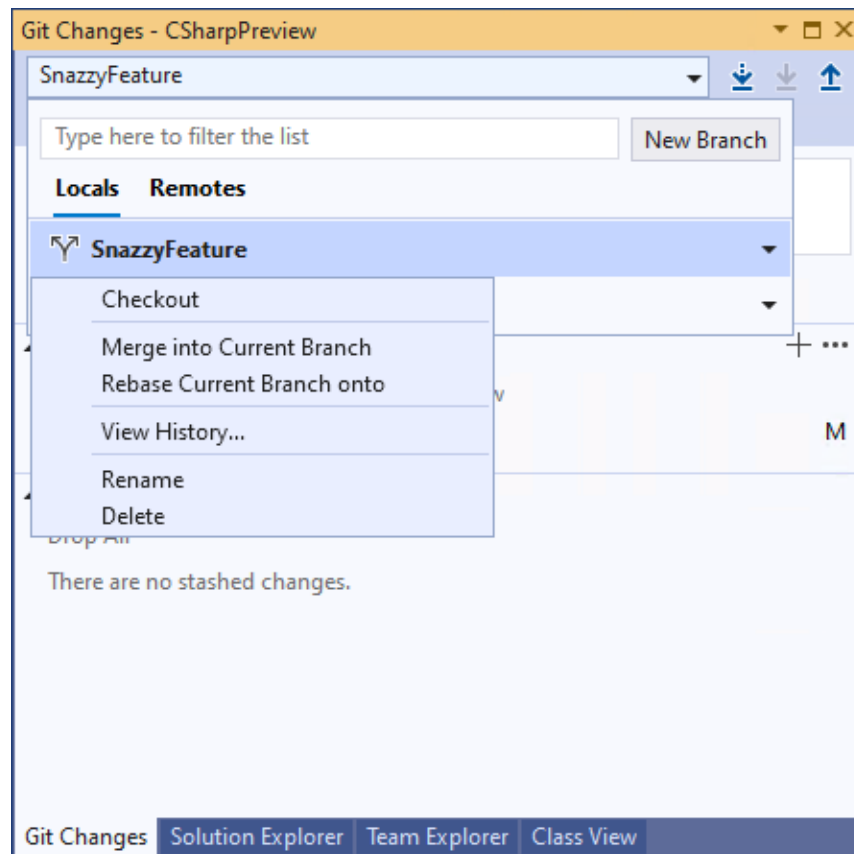 Git Changes - CSharpPreview
SnazzyFeature
Type here to filter the list
New Branch
Locals Remotes
SnazzyFeature
Checkout
Merge into Current Branch
Rebase Current Branch onto
View History...
M
Rename
Delete
Drop All
There are no stashed changes.
Git Changes Solution Explorer Team Explorer Class View